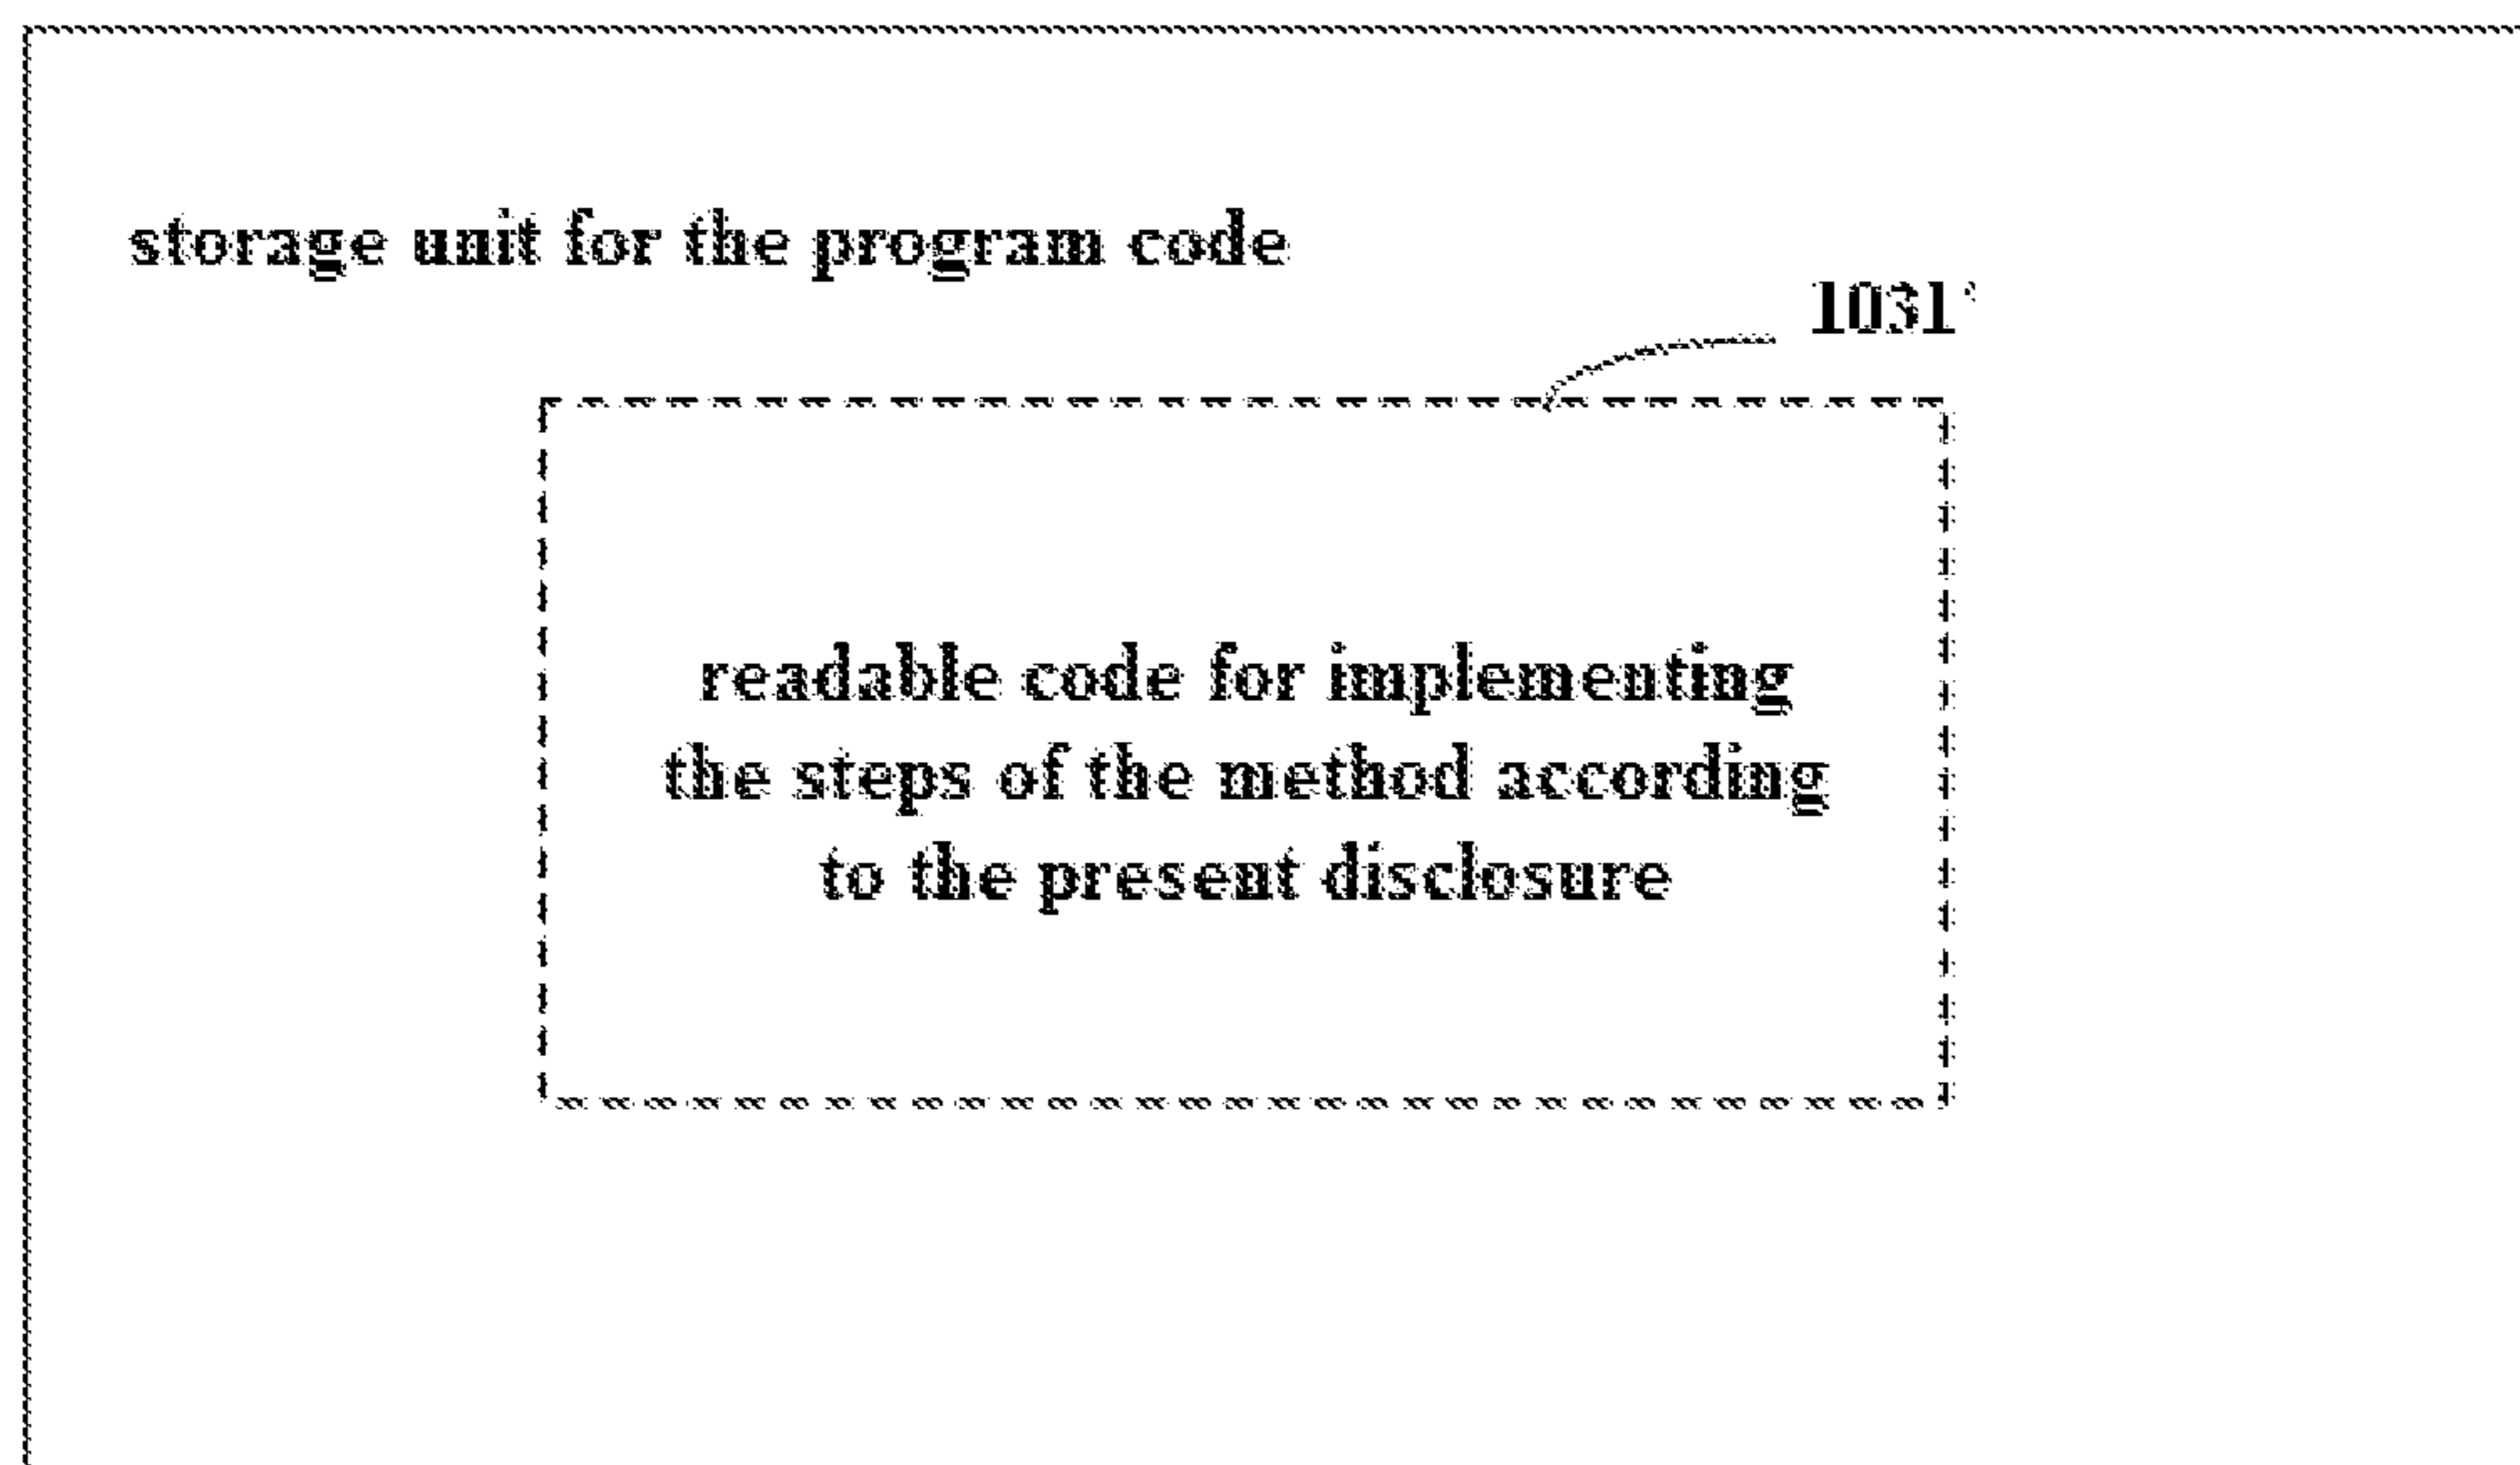 storage unit for the program code
1031'
readable code for implementing
the steps of the method according
to the present disclosure